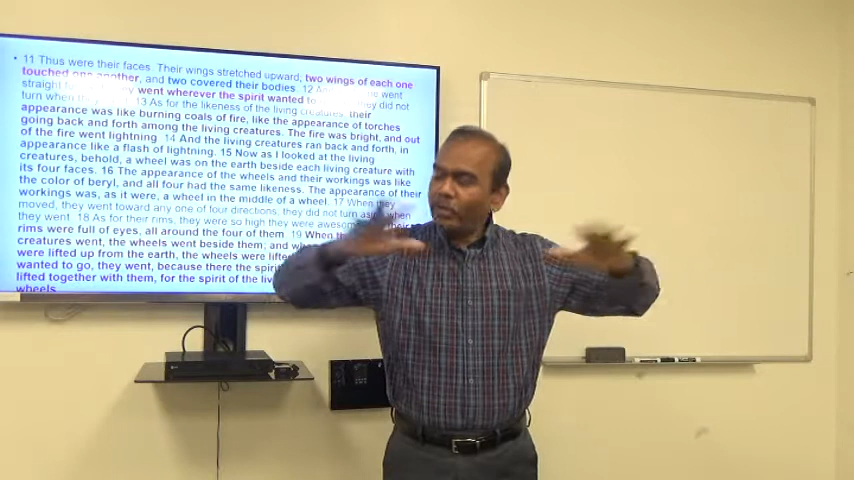 • 11 Thus were their faces. Their wings stretched upward; two wings of each one
touched one another, and two covered their bodies. 12 And went
straight went wherever the spirit wanted to did not
turn when 13 As for the likeness of the living creatures, their
appearance was like burning coals of fire, like the appearance of torches
going back and forth among the living creatures. The fire was bright, and out
of the fire went lightning. 14 And the living creatures ran back and forth, in
appearance like a flash of lightning. 15 Now as I looked at the living
creatures, behold, a wheel was on the earth beside each living creature with
its four faces. 16 The appearance of the wheels and their workings was like
the color of beryl, and all four had the same likeness. The appearance of their
workings was, as it were, a wheel in the middle of a wheel. 17 When they
moved, they went toward any one of four directions; they did not turn aside when
they went. 18 As for their rims, they were so high they were awesome;
rims were full of eyes, all around the four of them. 19 When the
creatures went, the wheels went beside them; and
were lifted up from the earth, the wheels were
wanted to go, they went, because there the spirit
lifted together with them, for the spirit of the
wheels.